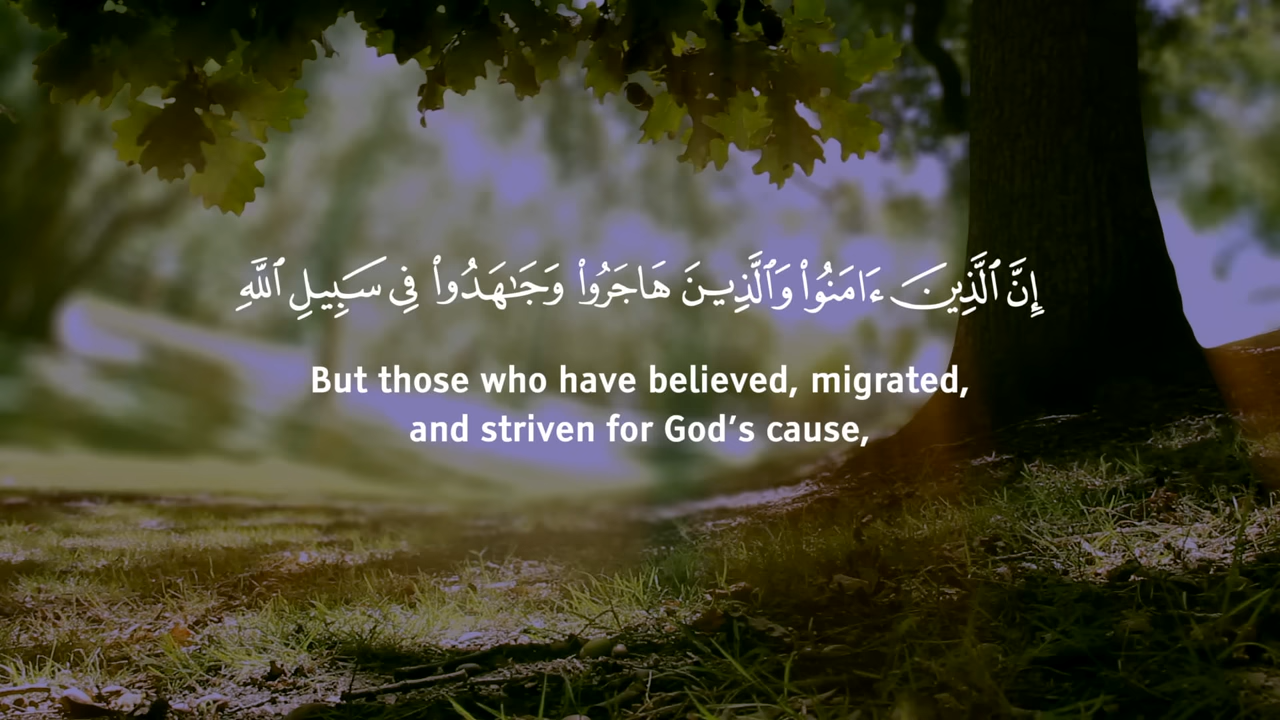 إِنَّ ٱلَّذِينَ ءَامَنُوا۟ وَٱلَّذِينَ هَاجَرُوا۟ وَجَـٰهَدُوا۟ فِى سَبِيلِ ٱللَّهِ
But those who have believed, migrated,
and striven for God’s cause,